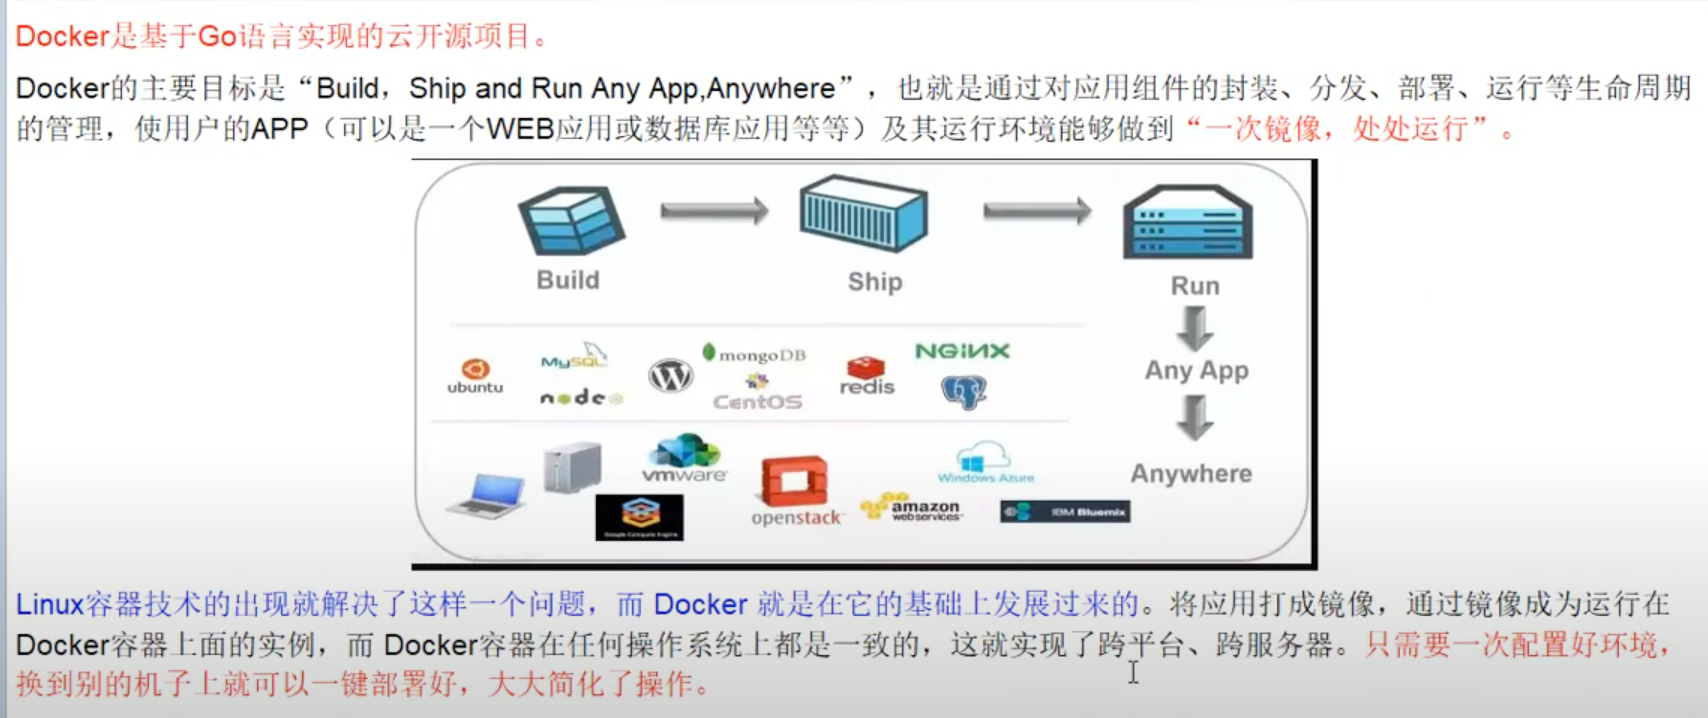 Docker是基于Go语言实现的云开源项目。
Docker的主要目标是“Build，Ship and Run Any App,Anywhere”，也就是通过对应用组件的封装、分发、部署、运行等生命周期
的管理，使用户的APP（可以是一个WEB应用或数据库应用等等）及其运行环境能够做到“一次镜像，处处运行”。
Build
Ship
Run
ubuntu
MySQL
node
mongoDB
CentOS
redis
NGINX
Any App
vmware
Google Compute Engine
openstack
amazon
webservices
Windows Azure
IBM Bluemix
Anywhere
Linux容器技术的出现就解决了这样一个问题，而 Docker 就是在它的基础上发展过来的。将应用打成镜像，通过镜像成为运行在
Docker容器上面的实例，而 Docker容器在任何操作系统上都是一致的，这就实现了跨平台、跨服务器。只需要一次配置好环境，
换到别的机子上就可以一键部署好，大大简化了操作。